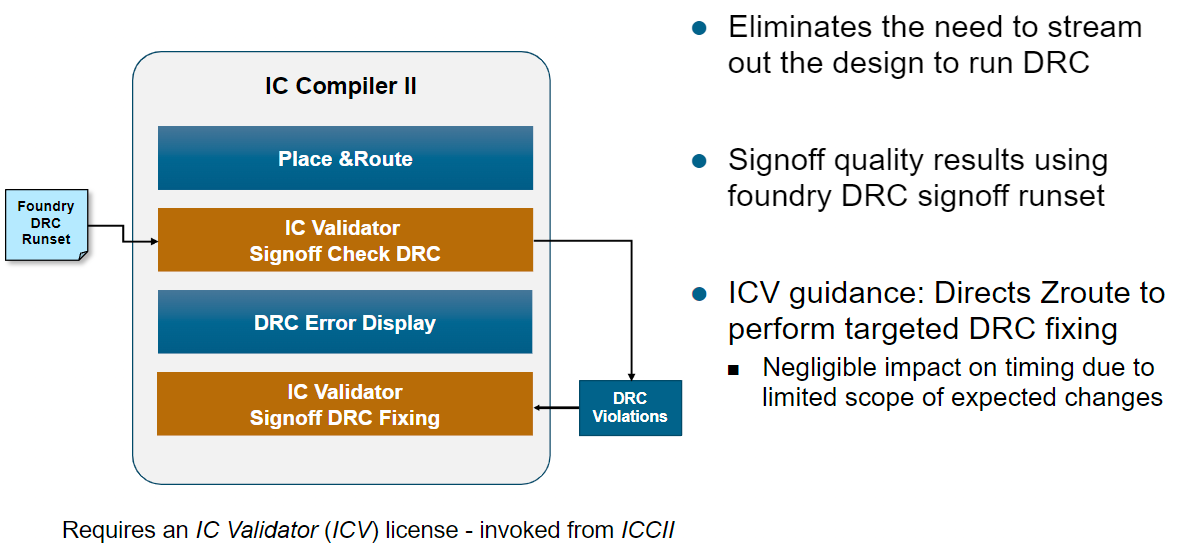 IC Compiler II
Place &Route
Foundry
DRC
Runset
IC Validator
Signoff Check DRC
DRC Error Display
IC Validator
Signoff DRC Fixing
DRC
Violations
Requires an IC Validator (ICV) license - invoked from ICCII
● Eliminates the need to stream
out the design to run DRC
● Signoff quality results using
foundry DRC signoff runset
● ICV guidance: Directs Zroute to
perform targeted DRC fixing
■ Negligible impact on timing due to
limited scope of expected changes